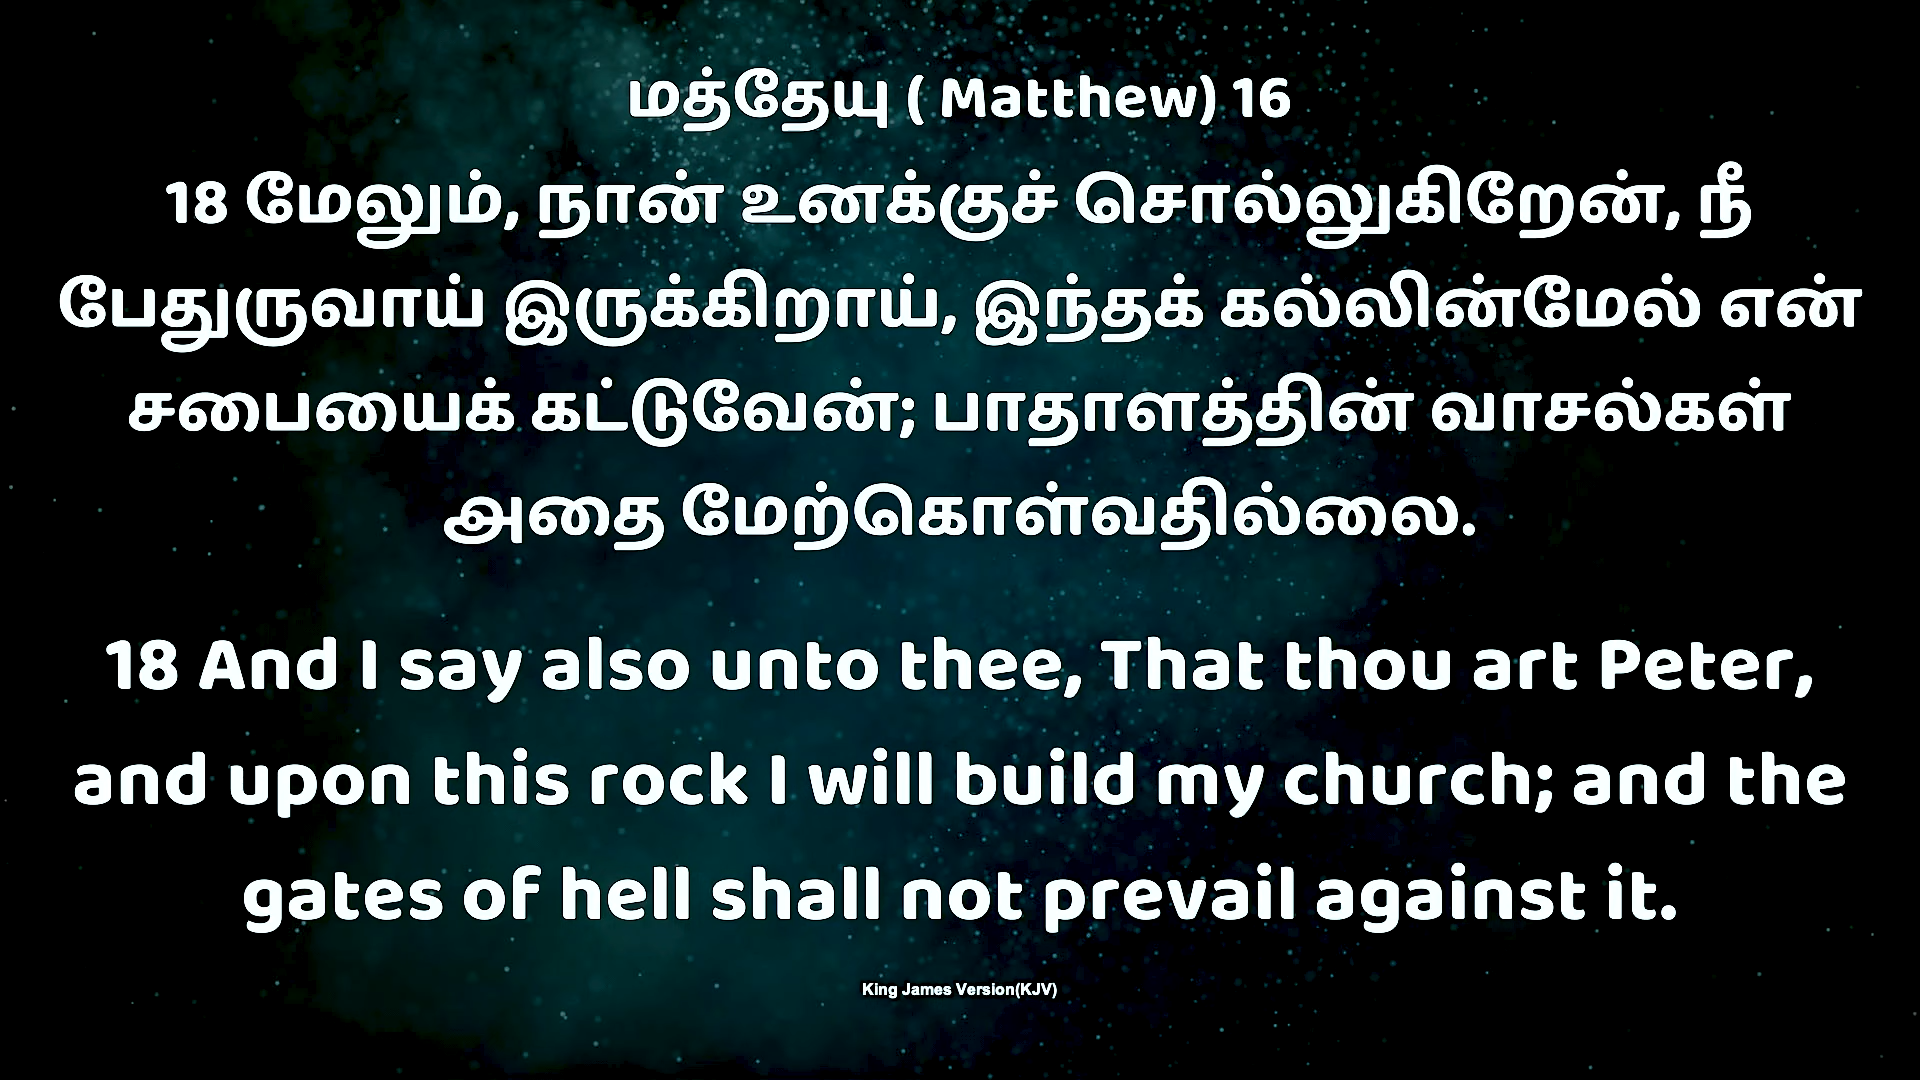 மத்தேயு ( Matthew) 16
18 மேலும், நான் உனக்குச் சொல்லுகிறேன், நீ
பேதுருவாய் இருக்கிறாய், இந்தக் கல்லின்மேல் என்
சபையைக் கட்டுவேன்; பாதாளத்தின் வாசல்கள்
அதை மேற்கொள்வதில்லை.
18 And I say also unto thee, That thou art Peter,
and upon this rock I will build my church; and the
gates of hell shall not prevail against it.
King James Version(KJV)